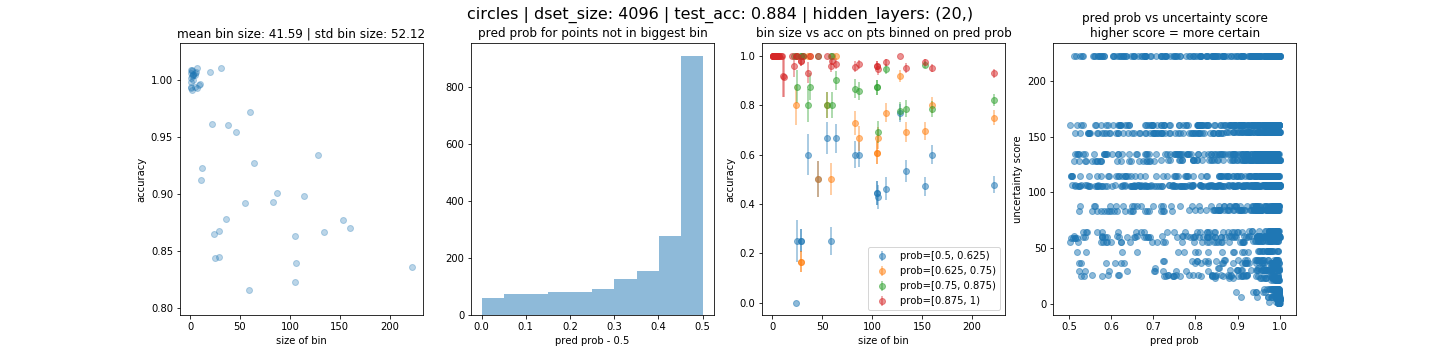 circles | dset_size: 4096 | test_acc: 0.884 | hidden_layers: (20,)
mean bin size: 41.59 | std bin size: 52.12
accuracy
1.00
0.95
0.90
0.85
0.80
0
50
100
150
200
size of bin
pred prob for points not in biggest bin
800
600
400
200
0
0.0
0.1
0.2
0.3
0.4
0.5
pred prob - 0.5
bin size vs acc on pts binned on pred prob
accuracy
1.0
0.8
0.6
0.4
0.2
0.0
prob=[0.5, 0.625)
prob=[0.625, 0.75)
prob=[0.75, 0.875)
prob=[0.875, 1)
0
50
100
150
200
size of bin
pred prob vs uncertainty score
higher score = more certain
uncertainty score
200
150
100
50
0
0.5
0.6
0.7
0.8
0.9
1.0
pred prob